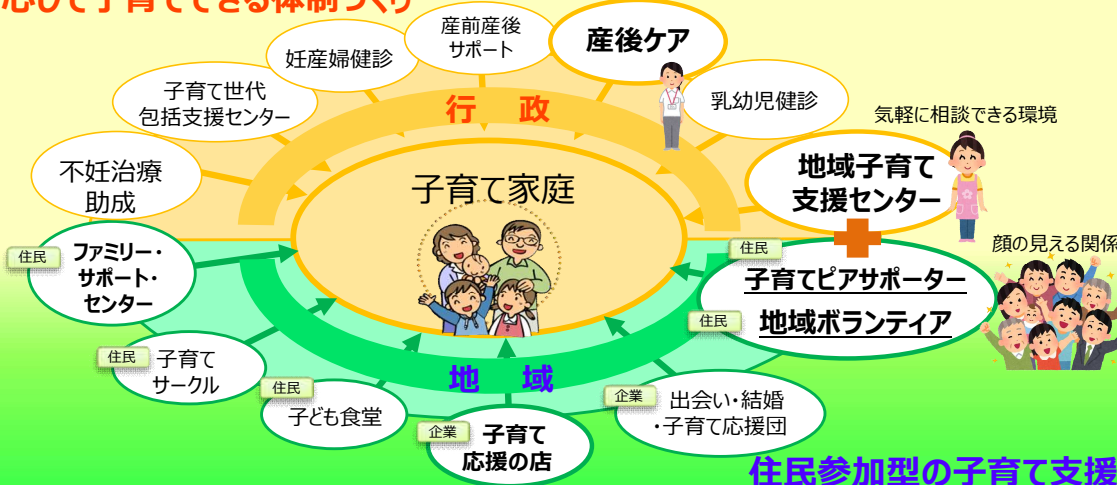 心して子育てできる体制づくり
産前産後
サポート
産後ケア
妊産婦健診
子育て世代
包括支援センター
乳幼児健診
行 政
気軽に相談できる環境
不妊治療
助成
子育て家庭
地域子育て
支援センター
住民
ファミリー・
サポート・
センター
住民
顔の見える関係
子育てピアサポーター
住民
地域ボランティア
住民
子育て
サークル
住民
子ども食堂
地 域
企業
子育て
応援の店
企業
出会い・結婚
・子育て応援団
住民参加型の子育て支援